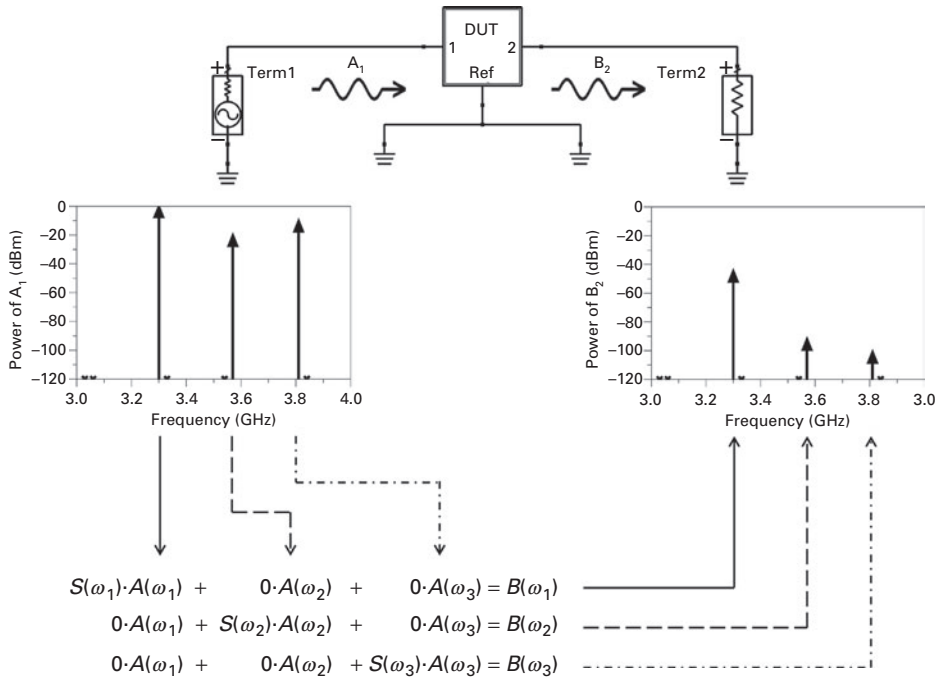 DUT
1 2
Ref
+ Term1 A₁ B₂ Term2 +
– –
0
–20
–40
–60
–80
–100
–120
Power of A₁ (dBm)
3.0 3.2 3.4 3.6 3.8 4.0
Frequency (GHz)
0
–20
–40
–60
–80
–100
–120
Power of B₂ (dBm)
3.0 3.2 3.4 3.6 3.8 3.0
Frequency (GHz)
S(ω₁)·A(ω₁) + 0·A(ω₂) + 0·A(ω₃) = B(ω₁)
0·A(ω₁) + S(ω₂)·A(ω₂) + 0·A(ω₃) = B(ω₂)
0·A(ω₁) + 0·A(ω₂) + S(ω₃)·A(ω₃) = B(ω₃)